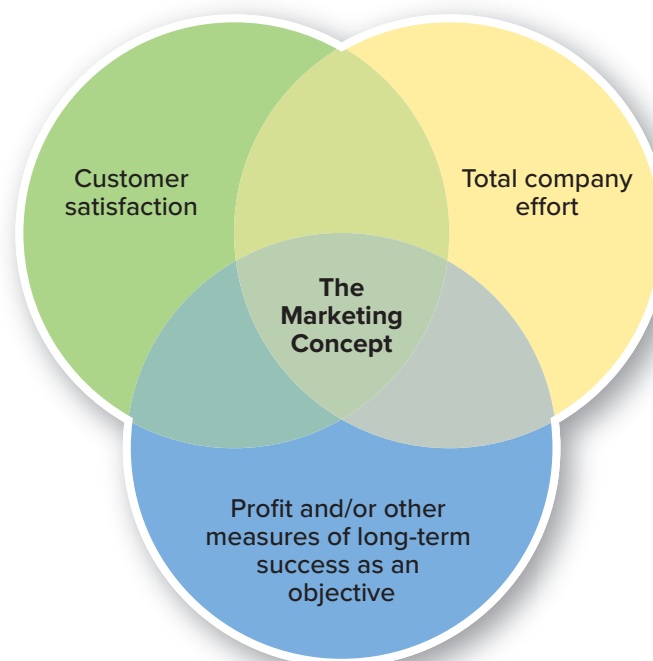 Customer
satisfaction
Total company
effort
The
Marketing
Concept
Profit and/or other
measures of long-term
success as an
objective